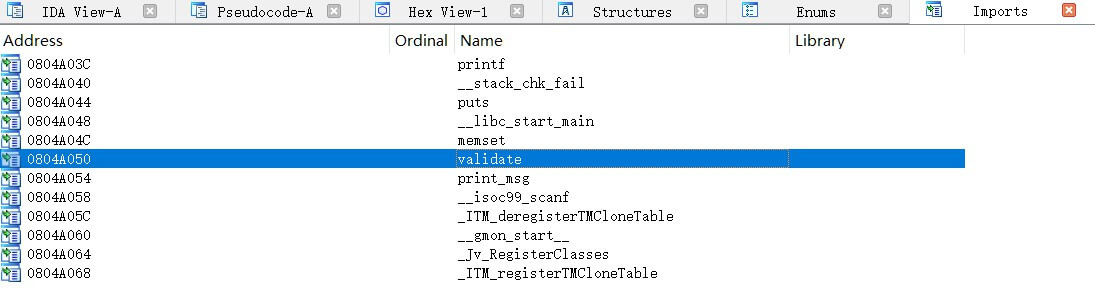 IDA View-A Pseudocode-A Hex View-1 Structures Enums Imports
Address Ordinal Name Library
0804A03C printf
0804A040 __stack_chk_fail
0804A044 puts
0804A048 __libc_start_main
0804A04C memset
0804A050 validate
0804A054 print_msg
0804A058 __isoc99_scanf
0804A05C _ITM_deregisterTMCloneTable
0804A060 __gmon_start__
0804A064 _Jv_RegisterClasses
0804A068 _ITM_registerTMCloneTable